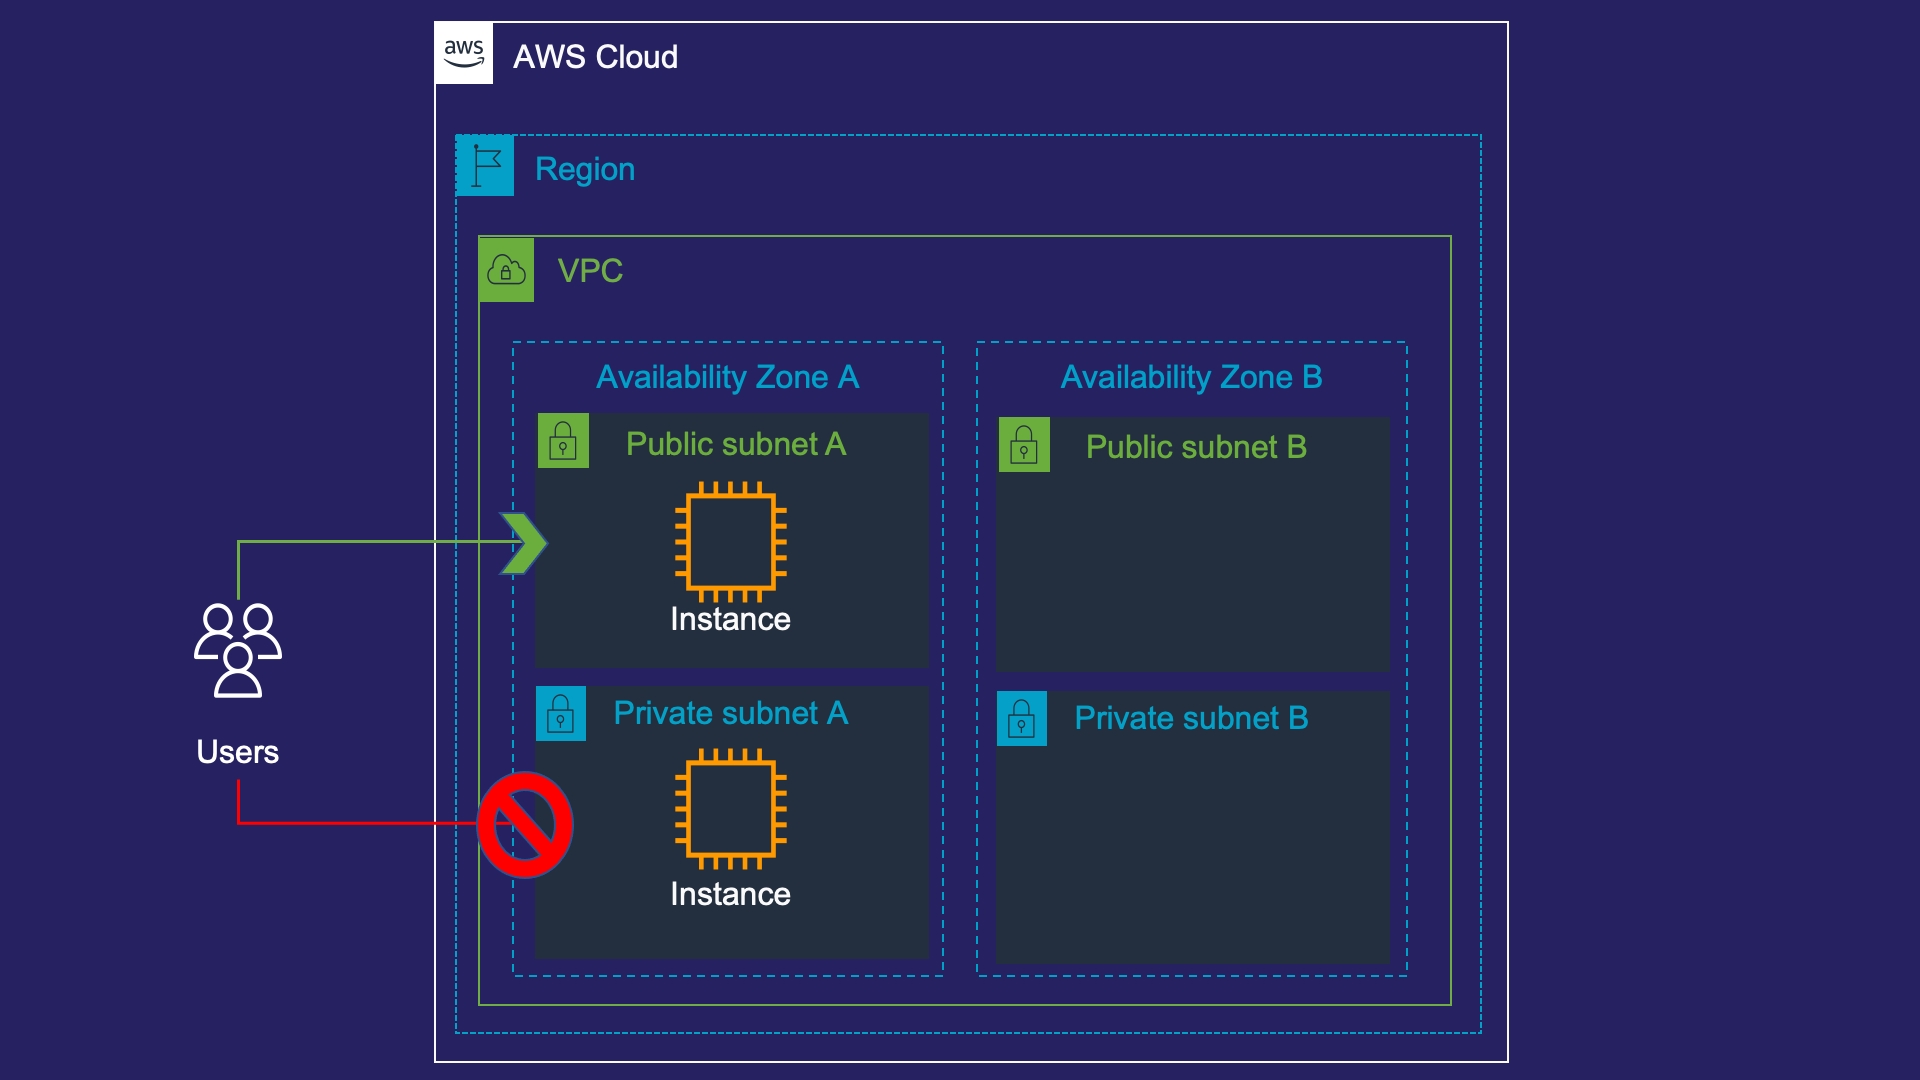 aws
AWS Cloud
Region
VPC
Availability Zone A
Availability Zone B
Public subnet A
Public subnet B
Instance
Private subnet A
Private subnet B
Instance
Users